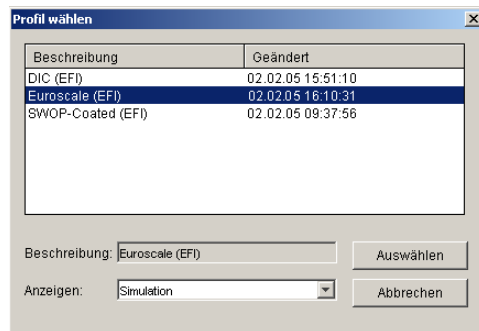 Profil wählen
Beschreibung Geändert
DIC (EFI) 02.02.05 15:51:10
Euroscale (EFI) 02.02.05 16:10:31
SWOP-Coated (EFI) 02.02.05 09:37:56
Beschreibung: Euroscale (EFI) Auswählen
Anzeigen: Simulation Abbrechen